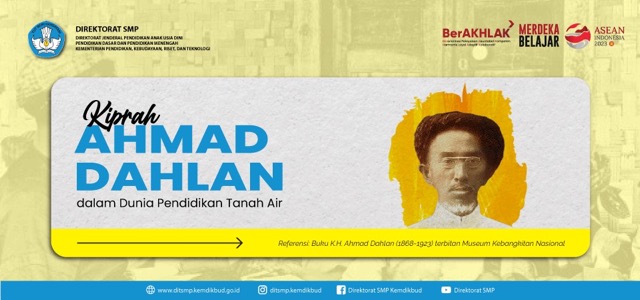 DIREKTORAT SMP
DIREKTORAT JENDERAL PENDIDIKAN ANAK USIA DINI
PENDIDIKAN DASAR DAN PENDIDIKAN MENENGAH
KEMENTERIAN PENDIDIKAN, KEBUDAYAAN, RISET, DAN TEKNOLOGI
BerAKHLAK
MERDEKA
BELAJAR
ASEAN
INDONESIA
2023
Kiprah
AHMAD
DAHLAN
dalam Dunia Pendidikan Tanah Air
Referensi: Buku K.H. Ahmad Dahlan (1868-1923) terbitan Museum Kebangkitan Nasional
www.ditsmp.kemdikbud.go.id
ditsmp.kemdikbud
Direktorat SMP Kemdikbud
Direktorat SMP